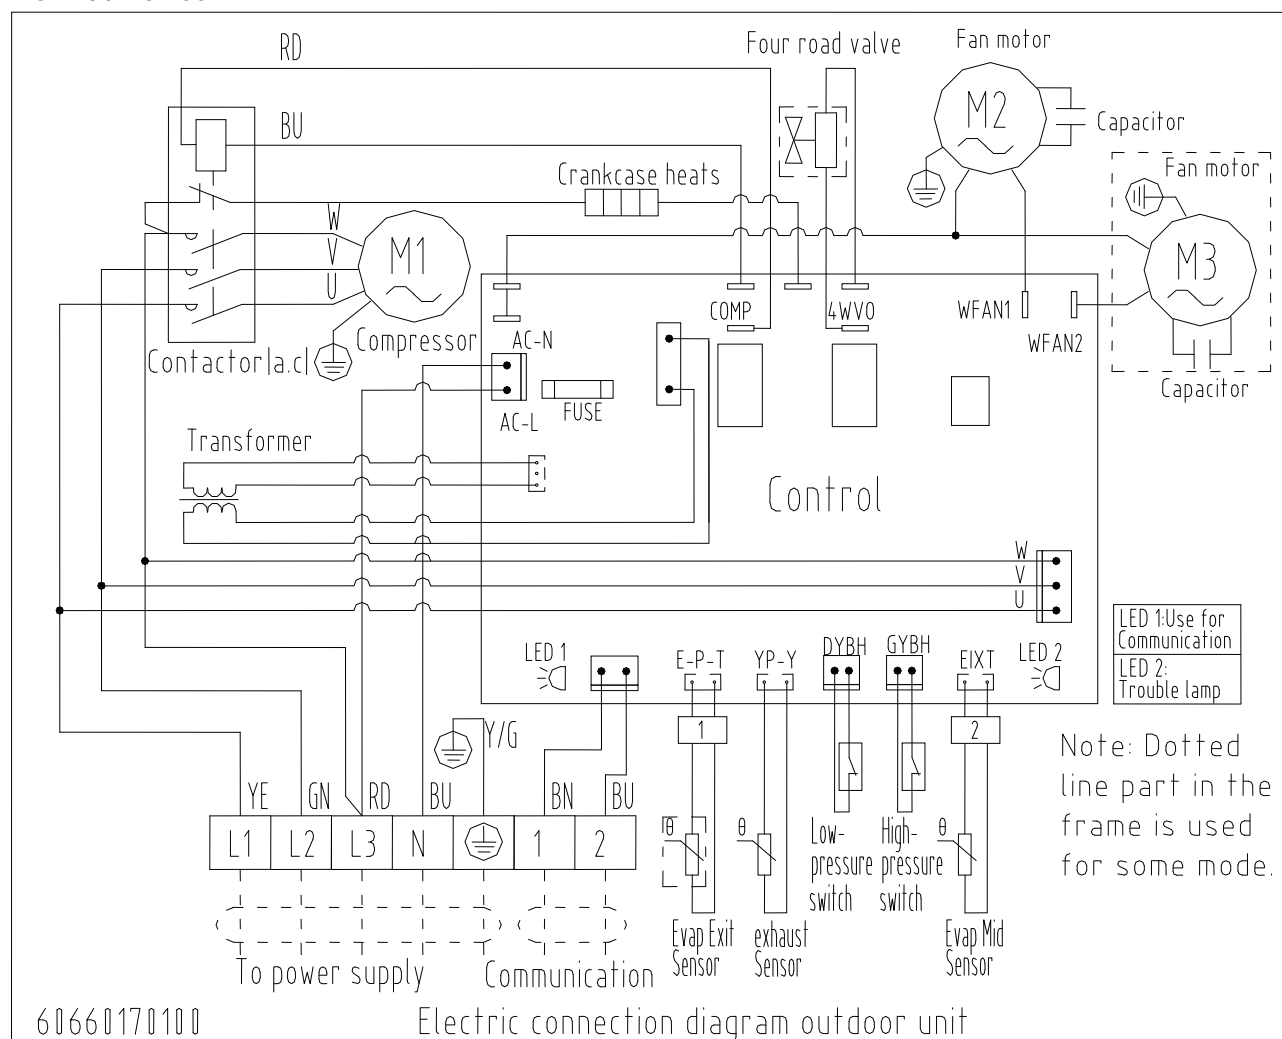 RD
Four road valve
Fan motor
M2
BU
Capacitor
Crankcase heats
Fan motor
W
V
U
M1
M3
COMP
4WVO
WFAN1
WFAN2
Contactor|a.c|
Compressor
AC-N
Capacitor
FUSE
AC-L
Transformer
Control
W
V
U
LED 1:Use for
Communication
LED 2:
Trouble lamp
LED 1
E-P-T
YP-Y
DYBH
GYBH
EIXT
LED 2
1
2
Y/G
Note: Dotted
line part in the
frame is used
for some mode.
YE
GN
RD
BU
BN
BU
L1
L2
L3
N
1
2
θ
θ
θ
Low-
pressure
switch
High-
pressure
switch
Evap Exit
Sensor
exhaust
Sensor
Evap Mid
Sensor
To power supply
Communication
60660170100
Electric connection diagram outdoor unit